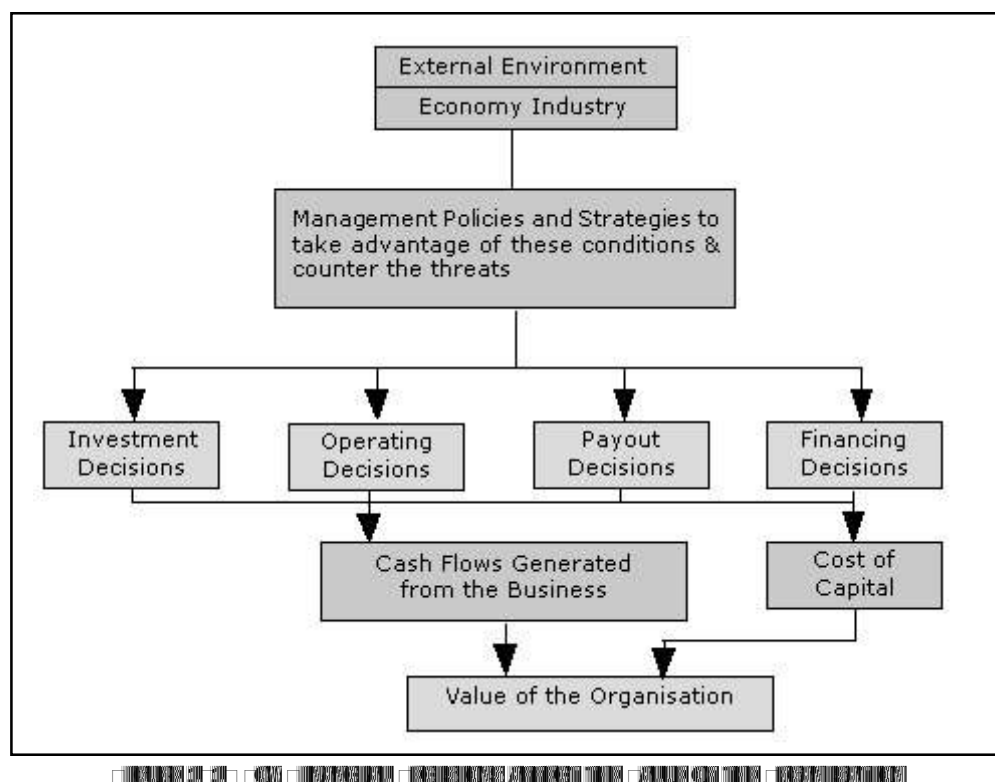 External Environment
Economy Industry
Management Policies and Strategies to
take advantage of these conditions &
counter the threats
Investment
Decisions
Operating
Decisions
Payout
Decisions
Financing
Decisions
Cash Flows Generated
from the Business
Cost of
Capital
Value of the Organisation